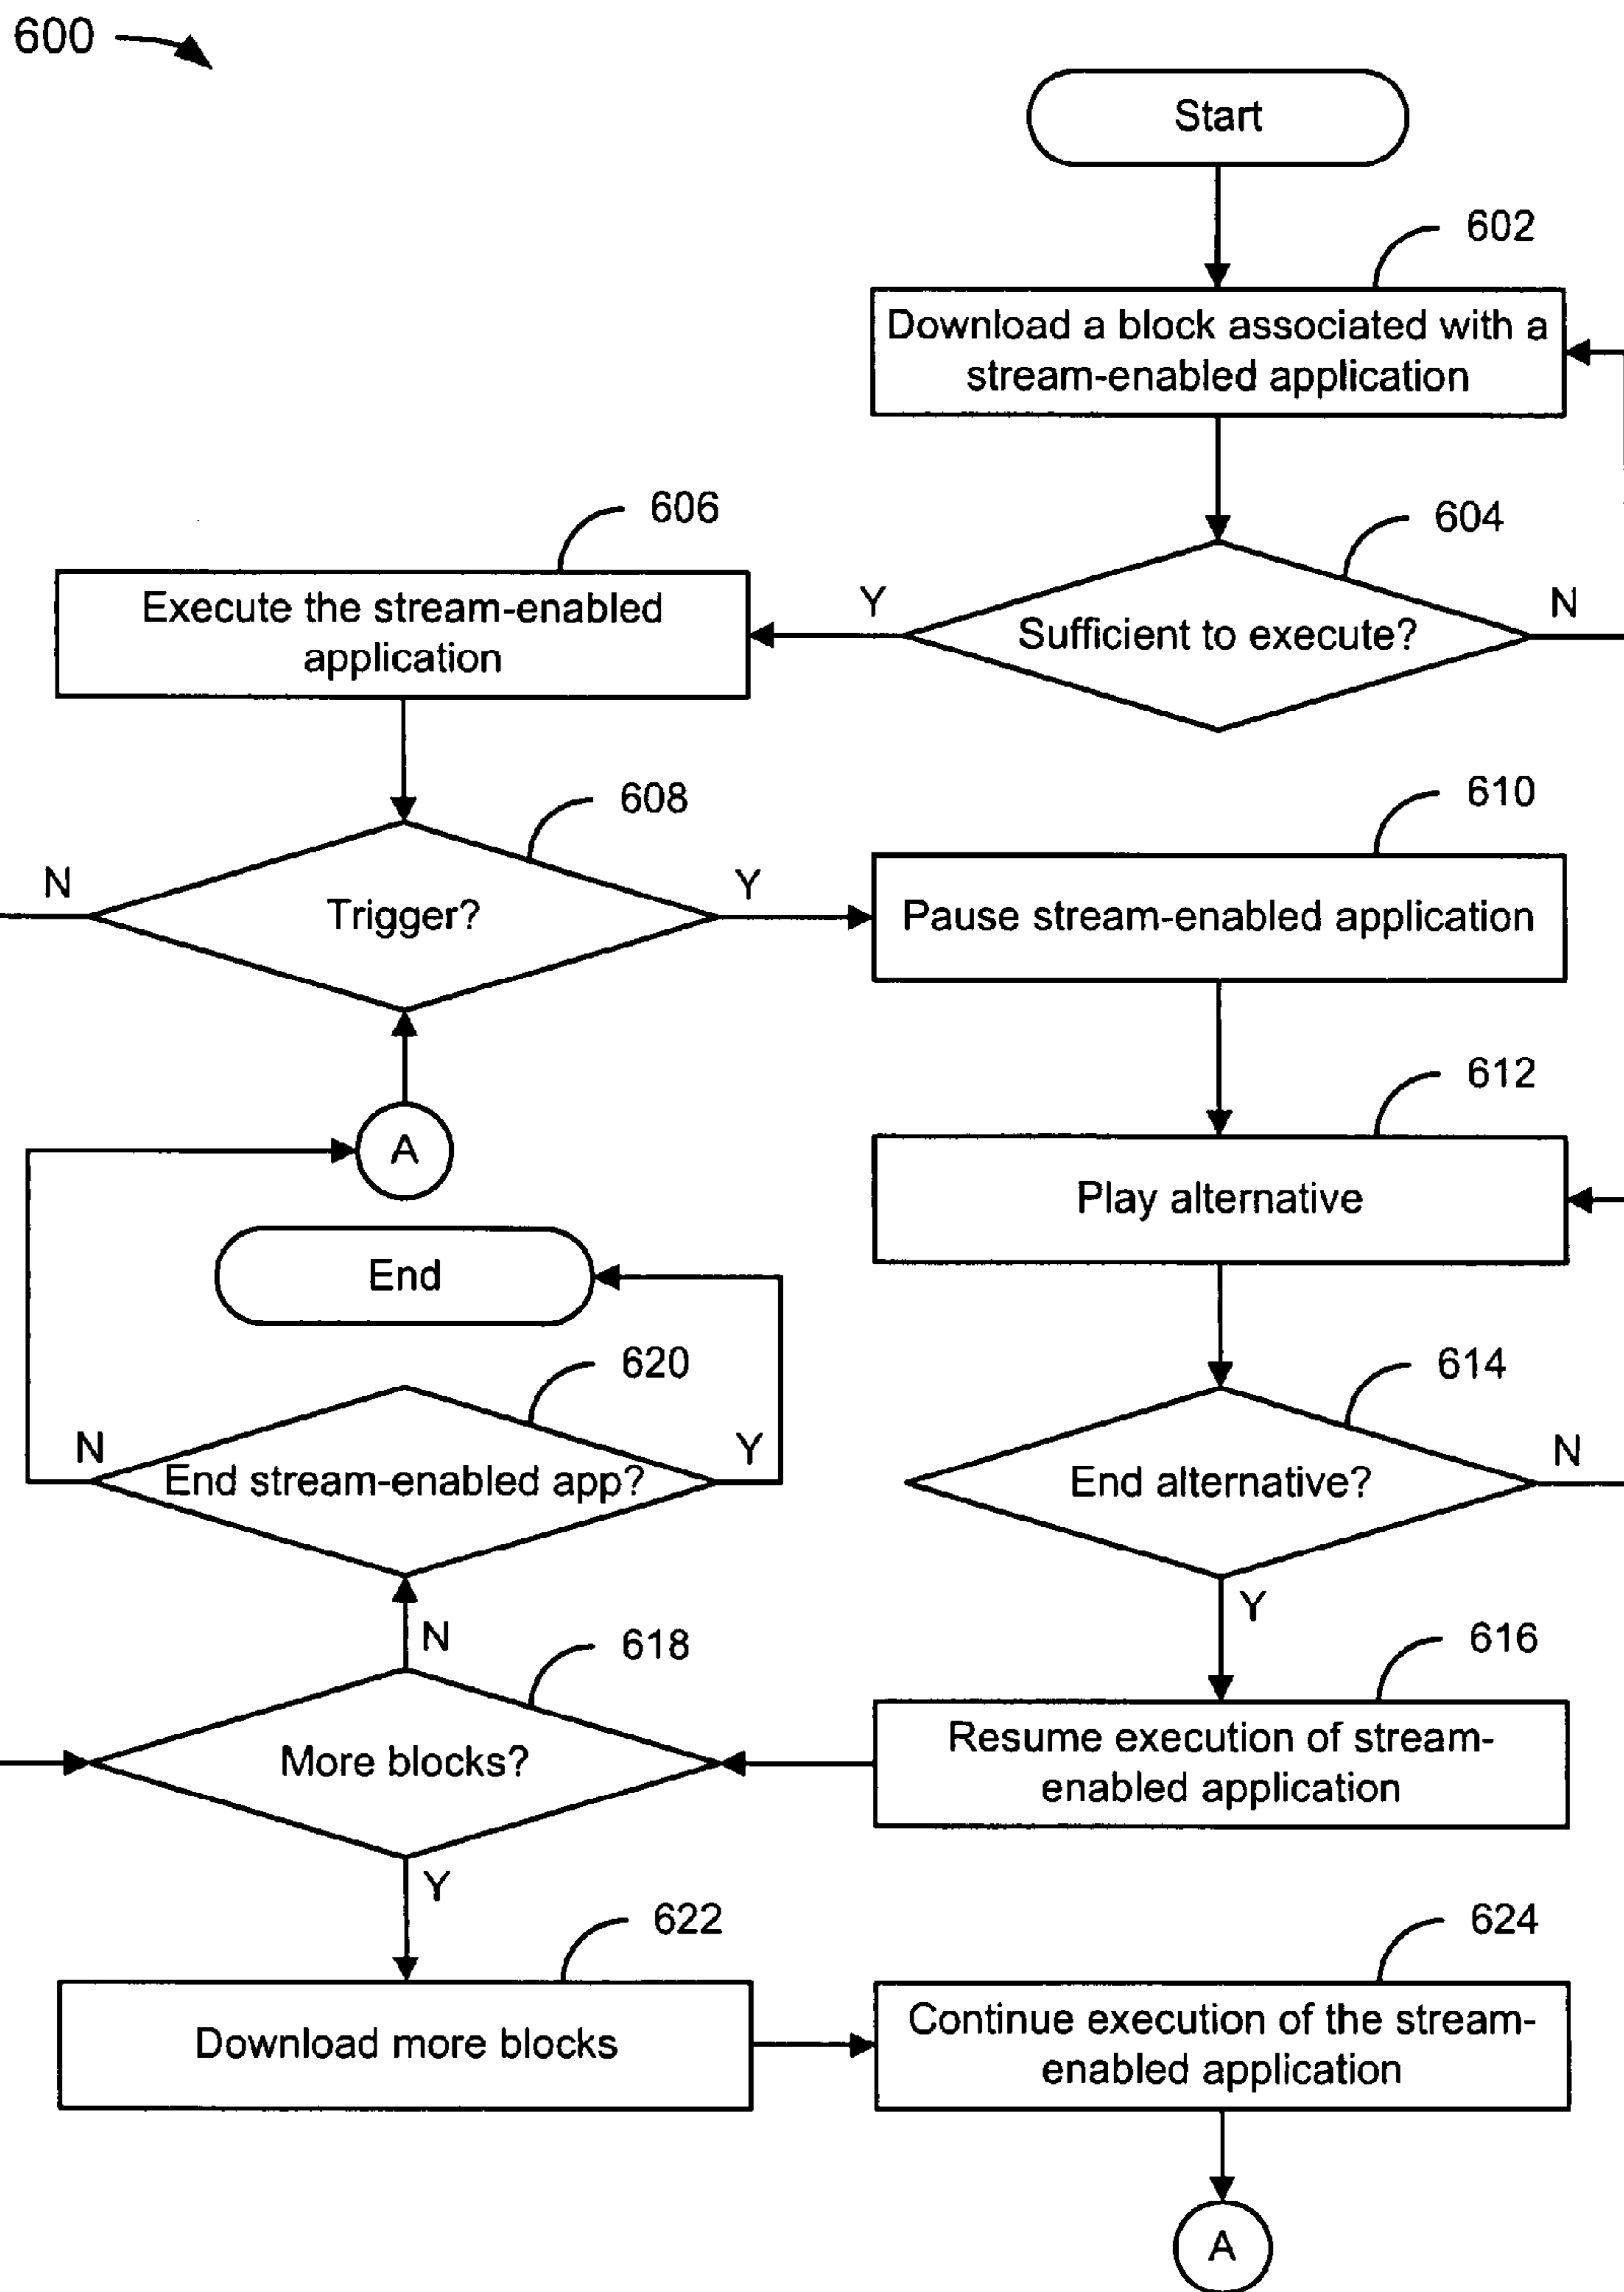 600
Start
602
Download a block associated with a
stream-enabled application
604
Sufficient to execute?
Y
N
606
Execute the stream-enabled
application
608
Trigger?
N
Y
610
Pause stream-enabled application
612
Play alternative
A
End
614
End alternative?
N
Y
620
End stream-enabled app?
N
Y
616
Resume execution of stream-
enabled application
618
More blocks?
N
Y
622
Download more blocks
624
Continue execution of the stream-
enabled application
A